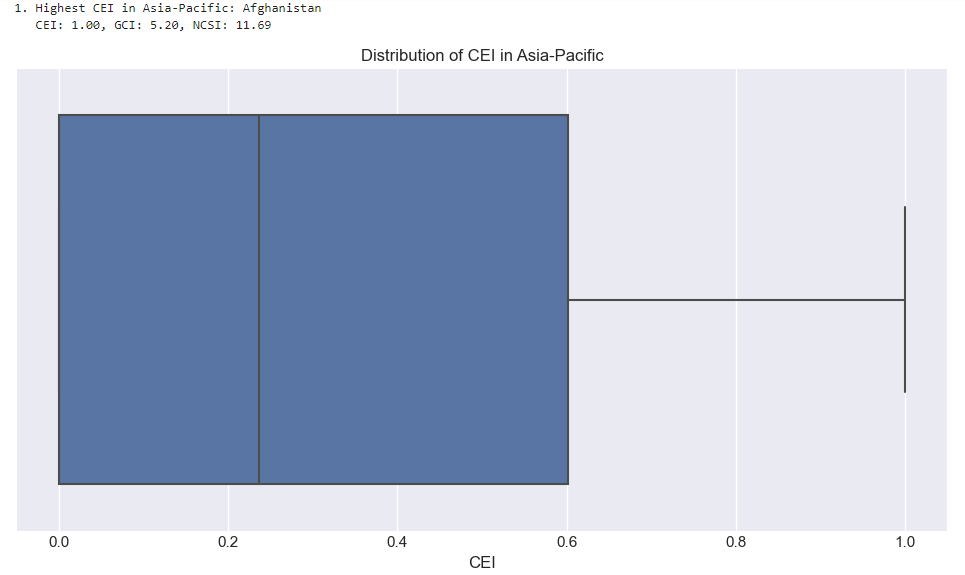 1. Highest CEI in Asia-Pacific: Afghanistan
CEI: 1.00, GCI: 5.20, NCSI: 11.69
Distribution of CEI in Asia-Pacific
0.0 0.2 0.4 0.6 0.8 1.0
CEI